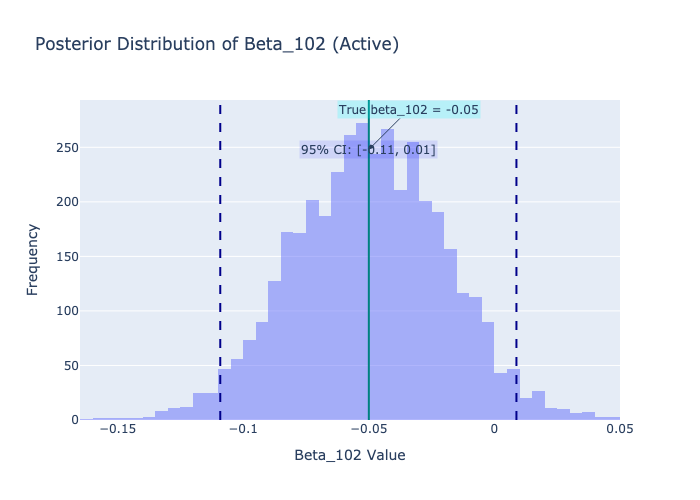 Posterior Distribution of Beta_102 (Active)
True beta_102 = -0.05
95% CI: [-0.11, 0.01]
250
200
150
100
50
0
Frequency
−0.15
−0.1
−0.05
0
0.05
Beta_102 Value